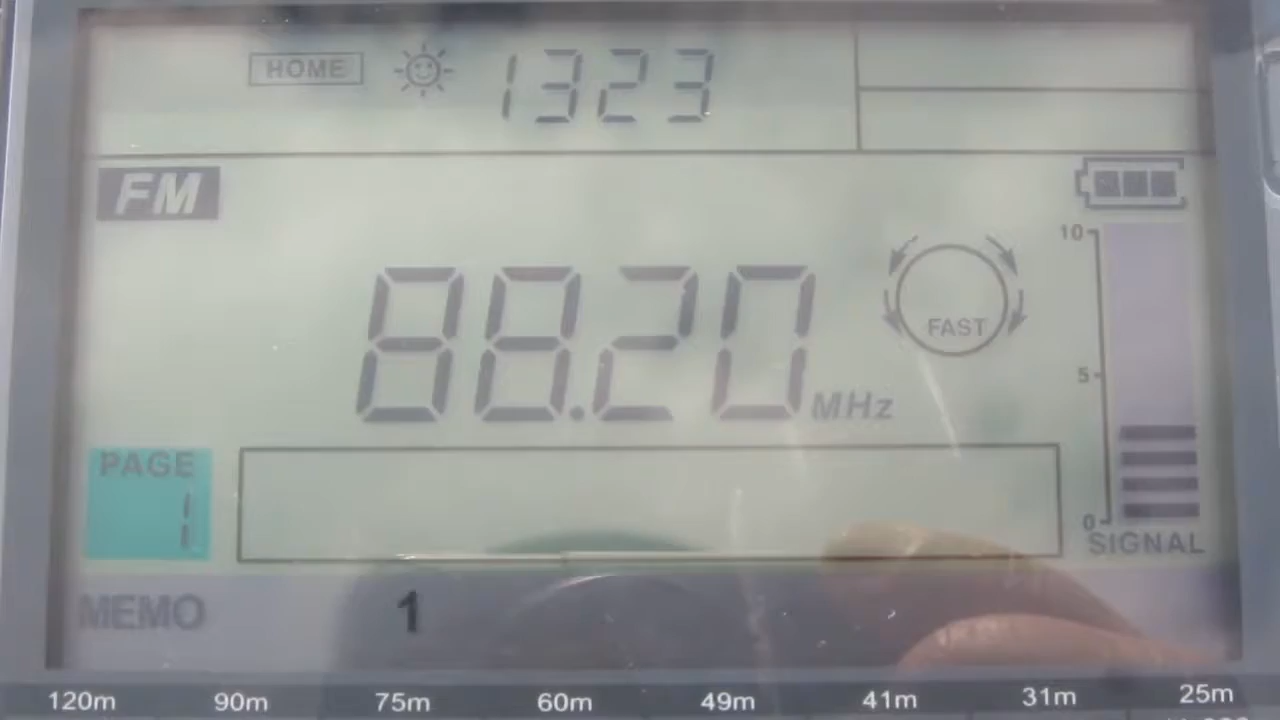 HOME 1323
FM
10
88.20 MHz
FAST
5
PAGE
1
0
SIGNAL
MEMO 1
120m 90m 75m 60m 49m 41m 31m 25m